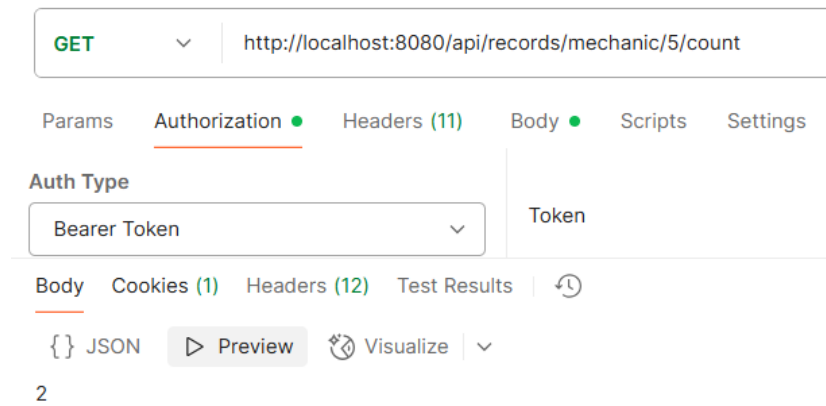 GET http://localhost:8080/api/records/mechanic/5/count
Params Authorization Headers (11) Body Scripts Settings
Auth Type
Bearer Token
Token
Body Cookies (1) Headers (12) Test Results
{} JSON Preview Visualize
2